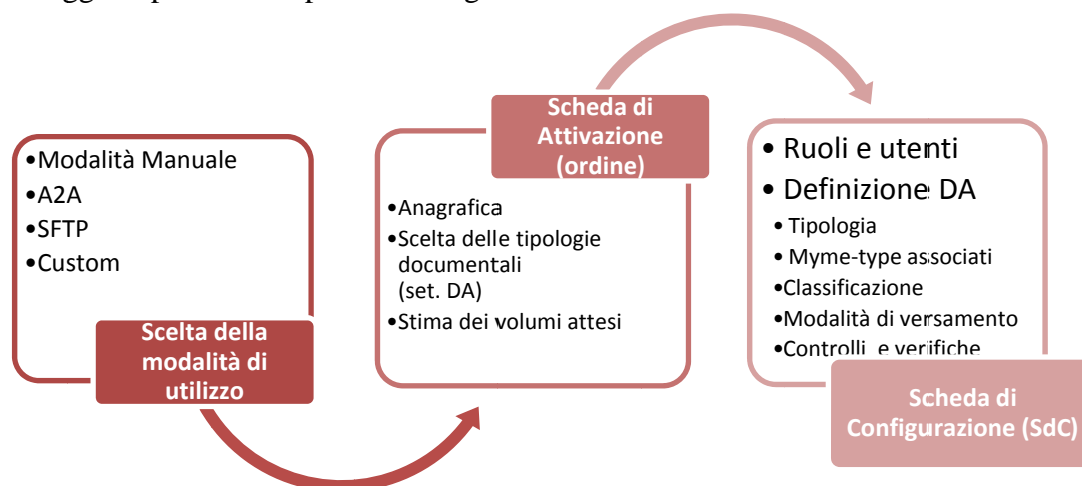 •Modalità Manuale
•A2A
•SFTP
•Custom
Scelta della
modalità di
utilizzo
Scheda di
Attivazione
(ordine)
•Anagrafica
•Scelta delle tipologie
documentali
(set. DA)
•Stima dei volumi attesi
• Ruoli e utenti
• Definizione DA
• Tipologia
• Myme-type associati
•Classificazione
•Modalità di versamento
•Controlli e verifiche
Scheda di
Configurazione (SdC)